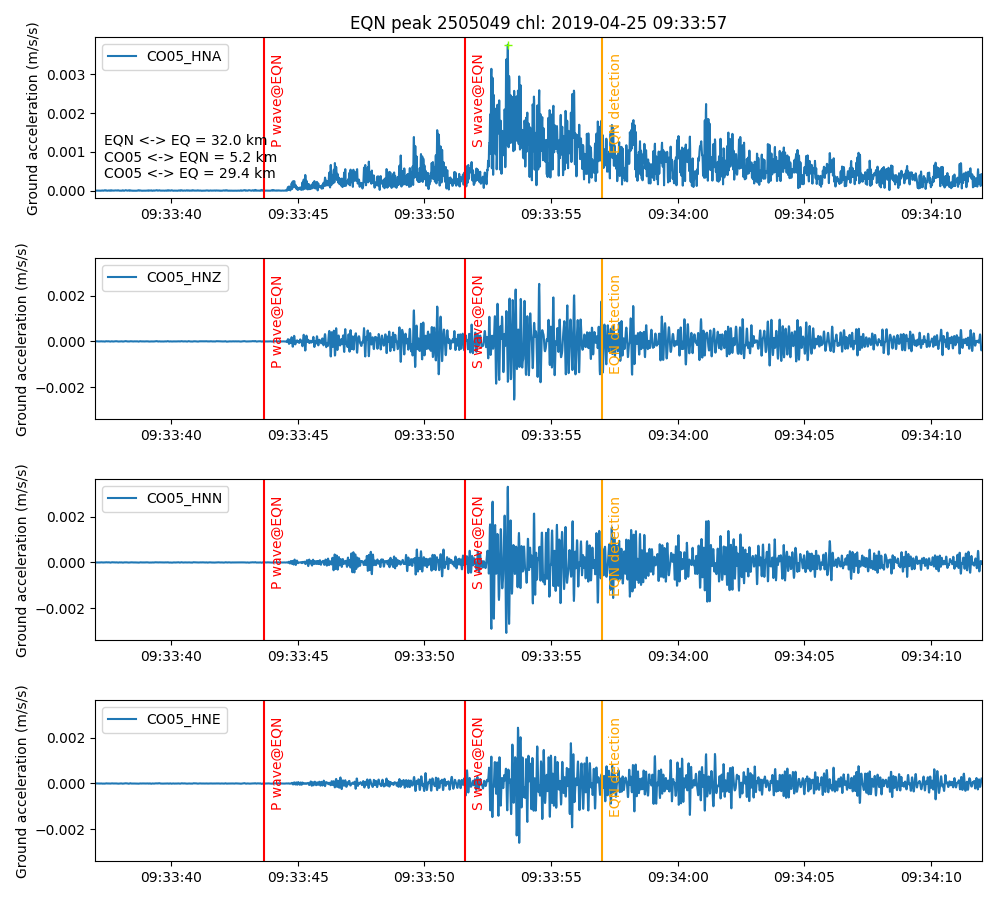 EQN peak 2505049 chl: 2019-04-25 09:33:57
Ground acceleration (m/s/s)
0.003
0.002
0.001
0.000
CO05_HNA
P wave@EQN
S wave@EQN
EQN detection
EQN <-> EQ = 32.0 km
CO05 <-> EQN = 5.2 km
CO05 <-> EQ = 29.4 km
09:33:40 09:33:45 09:33:50 09:33:55 09:34:00 09:34:05 09:34:10
Ground acceleration (m/s/s)
0.002
0.000
−0.002
CO05_HNZ
P wave@EQN
S wave@EQN
EQN detection
09:33:40 09:33:45 09:33:50 09:33:55 09:34:00 09:34:05 09:34:10
Ground acceleration (m/s/s)
0.002
0.000
−0.002
CO05_HNN
P wave@EQN
S wave@EQN
EQN detection
09:33:40 09:33:45 09:33:50 09:33:55 09:34:00 09:34:05 09:34:10
Ground acceleration (m/s/s)
0.002
0.000
−0.002
CO05_HNE
P wave@EQN
S wave@EQN
EQN detection
09:33:40 09:33:45 09:33:50 09:33:55 09:34:00 09:34:05 09:34:10